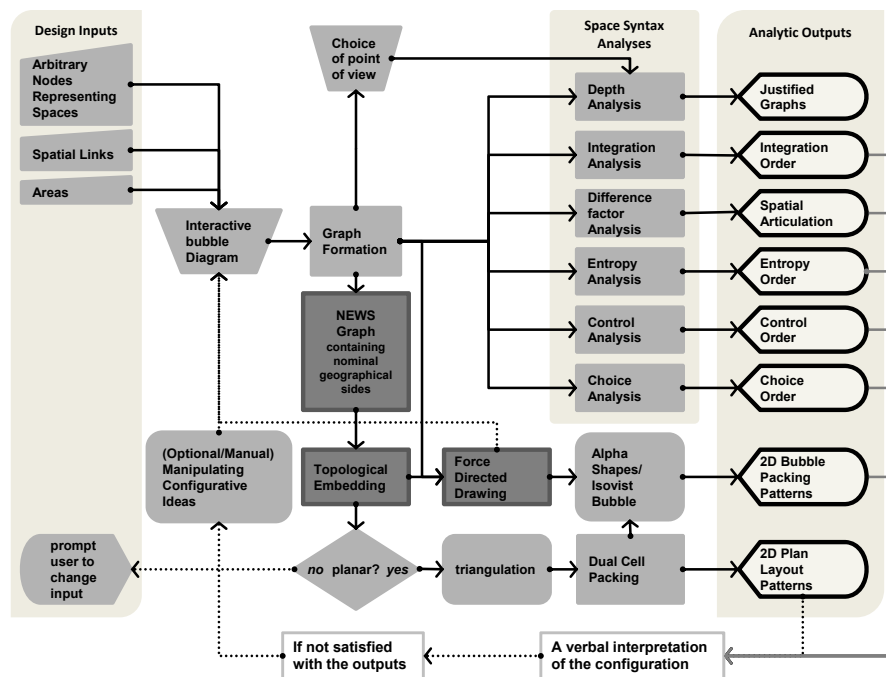 Design Inputs
Arbitrary
Nodes
Representing
Spaces
Spatial Links
Areas
Interactive
bubble
Diagram
Choice
of point
of view
Graph
Formation
NEWS
Graph
containing
nominal
geographical
sides
(Optional/Manual)
Manipulating
Configurative
Ideas
Topological
Embedding
Force
Directed
Drawing
Alpha
Shapes/
Isovist
Bubble
prompt
user to
change
input
no planar? yes
triangulation
Dual Cell
Packing
If not satisfied
with the outputs
A verbal interpretation
of the configuration
Space Syntax
Analyses
Depth
Analysis
Integration
Analysis
Difference
factor
Analysis
Entropy
Analysis
Control
Analysis
Choice
Analysis
Analytic Outputs
Justified
Graphs
Integration
Order
Spatial
Articulation
Entropy
Order
Control
Order
Choice
Order
2D Bubble
Packing
Patterns
2D Plan
Layout
Patterns